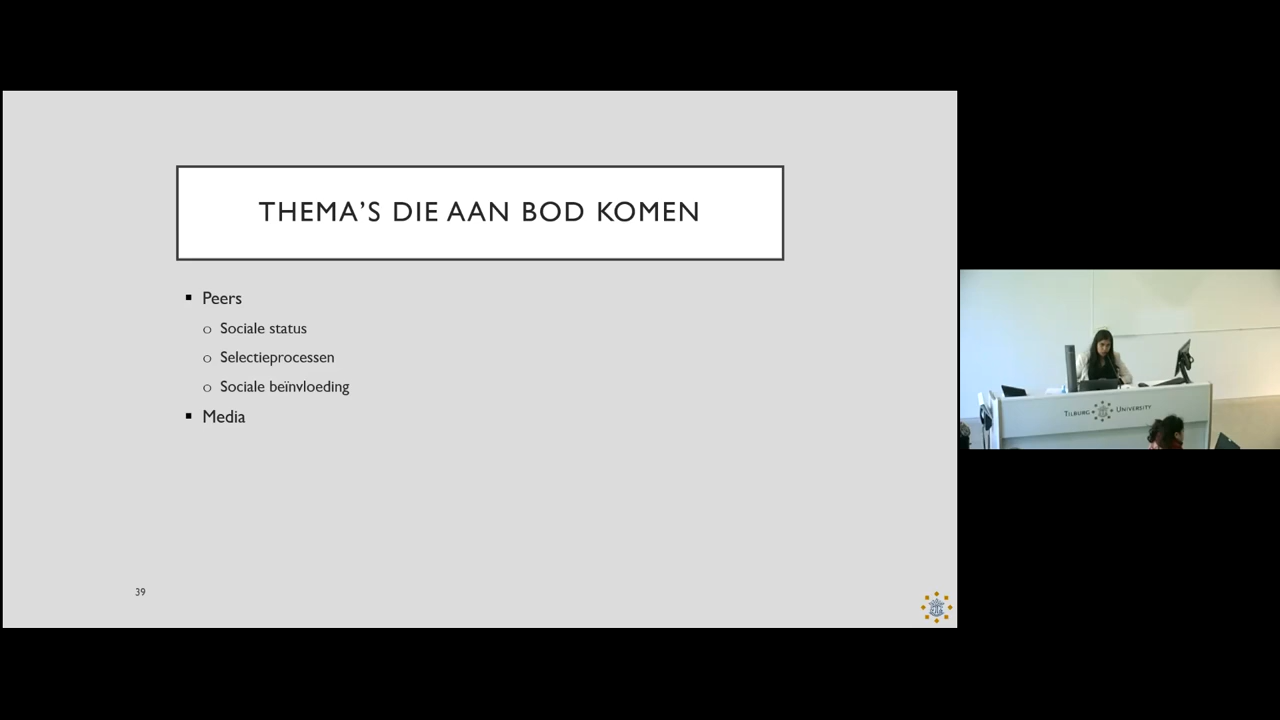 THEMA'S DIE AAN BOD KOMEN
Peers
Sociale status
Selectieprocessen
Sociale beïnvloeding
Media
39
TILBURG UNIVERSITY